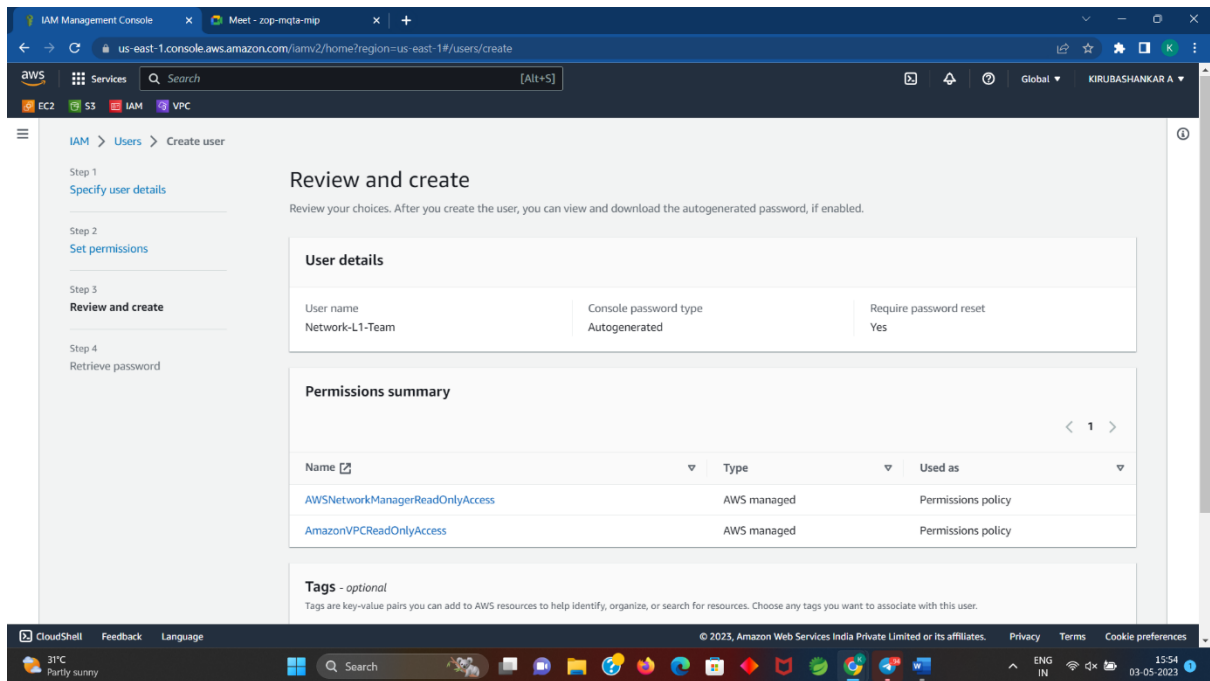 IAM Management Console
Meet - zop-mqta-mip
us-east-1.console.aws.amazon.com/iamv2/home?region=us-east-1#/users/create
K
aws
Services
Search
[Alt+S]
Global
KIRUBASHANKAR A
EC2
S3
IAM
VPC
IAM > Users > Create user
Step 1
Specify user details
Step 2
Set permissions
Step 3
Review and create
Step 4
Retrieve password
Review and create
Review your choices. After you create the user, you can view and download the autogenerated password, if enabled.
User details
User name
Network-L1-Team
Console password type
Autogenerated
Require password reset
Yes
Permissions summary
< 1 >
Name Type Used as
AWSNetworkManagerReadOnlyAccess AWS managed Permissions policy
AmazonVPCReadOnlyAccess AWS managed Permissions policy
Tags - optional
Tags are key-value pairs you can add to AWS resources to help identify, organize, or search for resources. Choose any tags you want to associate with this user.
CloudShell Feedback Language
© 2023, Amazon Web Services India Private Limited or its affiliates. Privacy Terms Cookie preferences
31°C
Partly sunny
Search
ENG
IN
15:54
03-05-2023
1